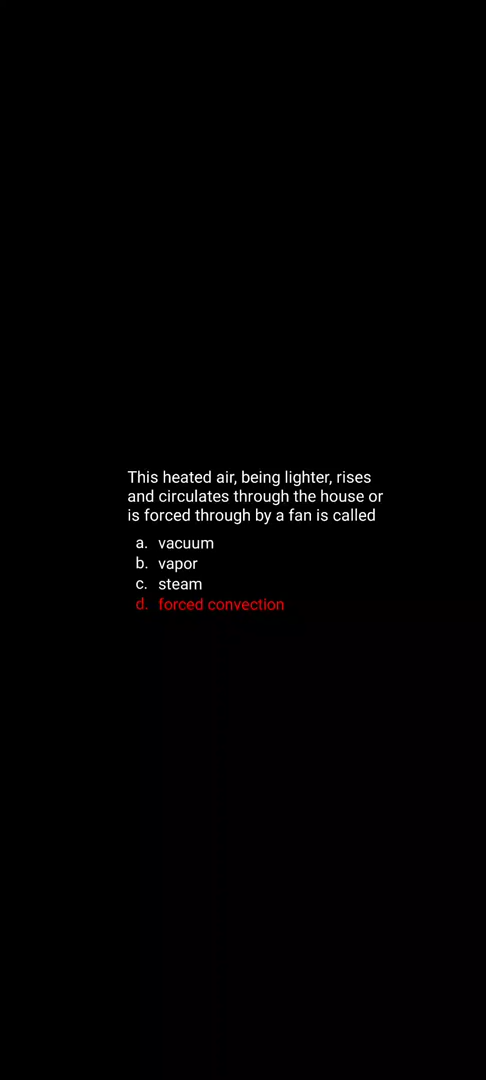 This heated air, being lighter, rises
and circulates through the house or
is forced through by a fan is called
a. vacuum
b. vapor
c. steam
d. forced convection